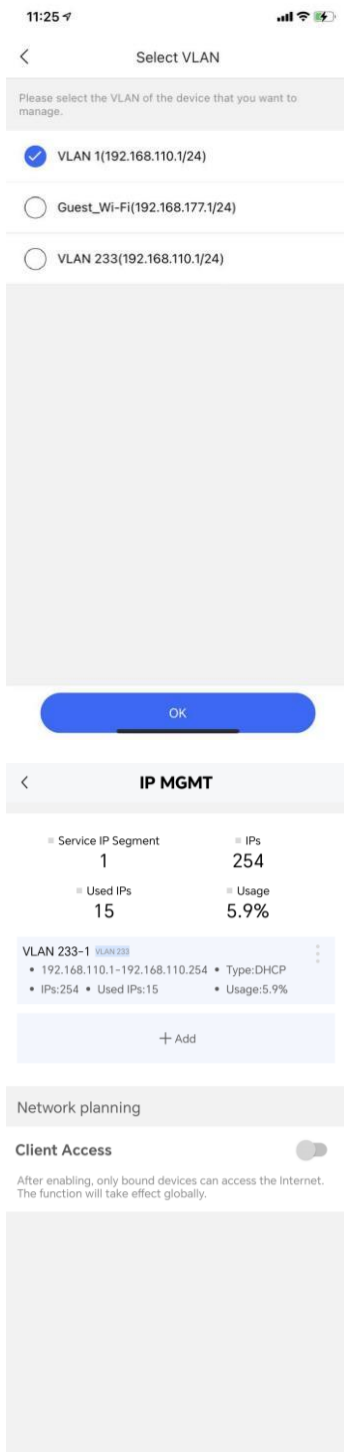 11:25
Select VLAN
Please select the VLAN of the device that you want to
manage.
VLAN 1(192.168.110.1/24)
Guest_Wi-Fi(192.168.177.1/24)
VLAN 233(192.168.110.1/24)
OK
IP MGMT
Service IP Segment IPs
1 254
Used IPs Usage
15 5.9%
VLAN 233-1 VLAN 233
• 192.168.110.1-192.168.110.254 • Type:DHCP
• IPs:254 • Used IPs:15 • Usage:5.9%
+ Add
Network planning
Client Access
After enabling, only bound devices can access the Internet.
The function will take effect globally.